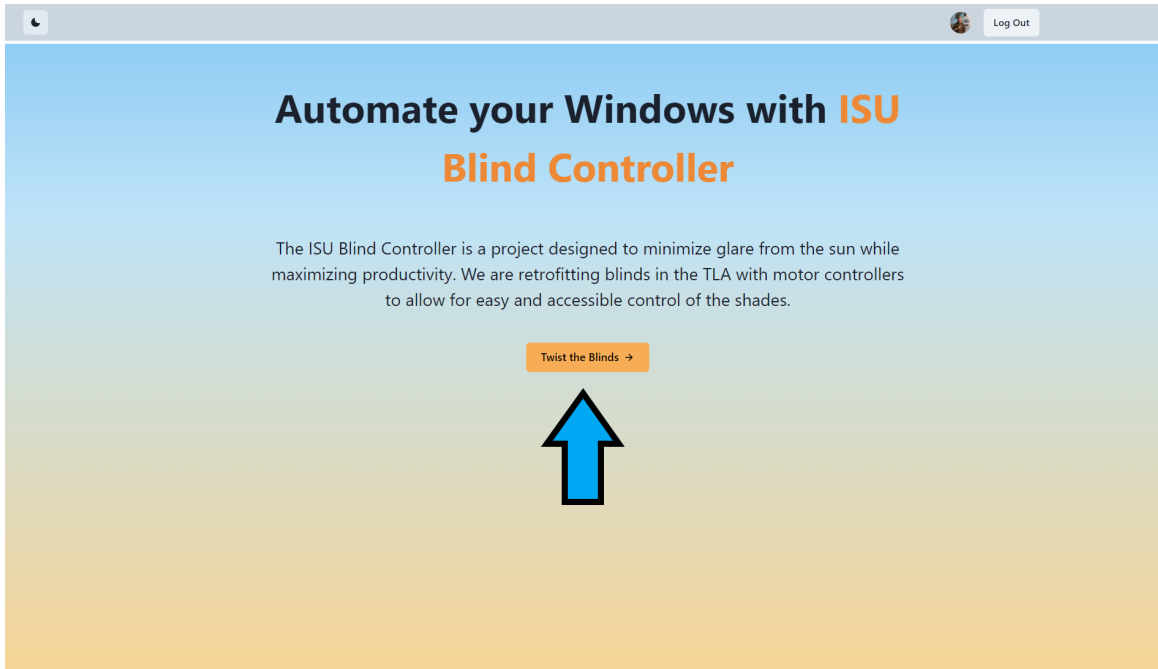 Log Out
Automate your Windows with ISU
Blind Controller
The ISU Blind Controller is a project designed to minimize glare from the sun while
maximizing productivity. We are retrofitting blinds in the TLA with motor controllers
to allow for easy and accessible control of the shades.
Twist the Blinds →